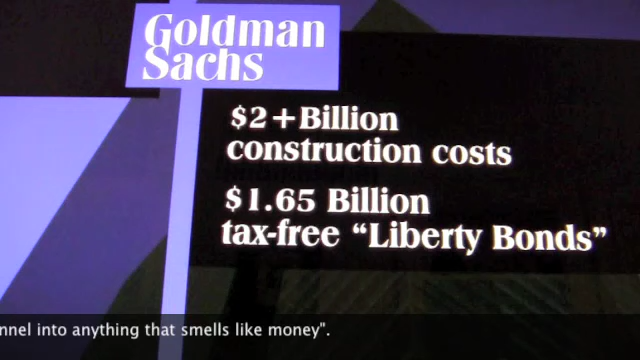 Goldman
Sachs
$2+Billion
construction costs
$1.65 Billion
tax-free “Liberty Bonds”
into anything that smells like money".